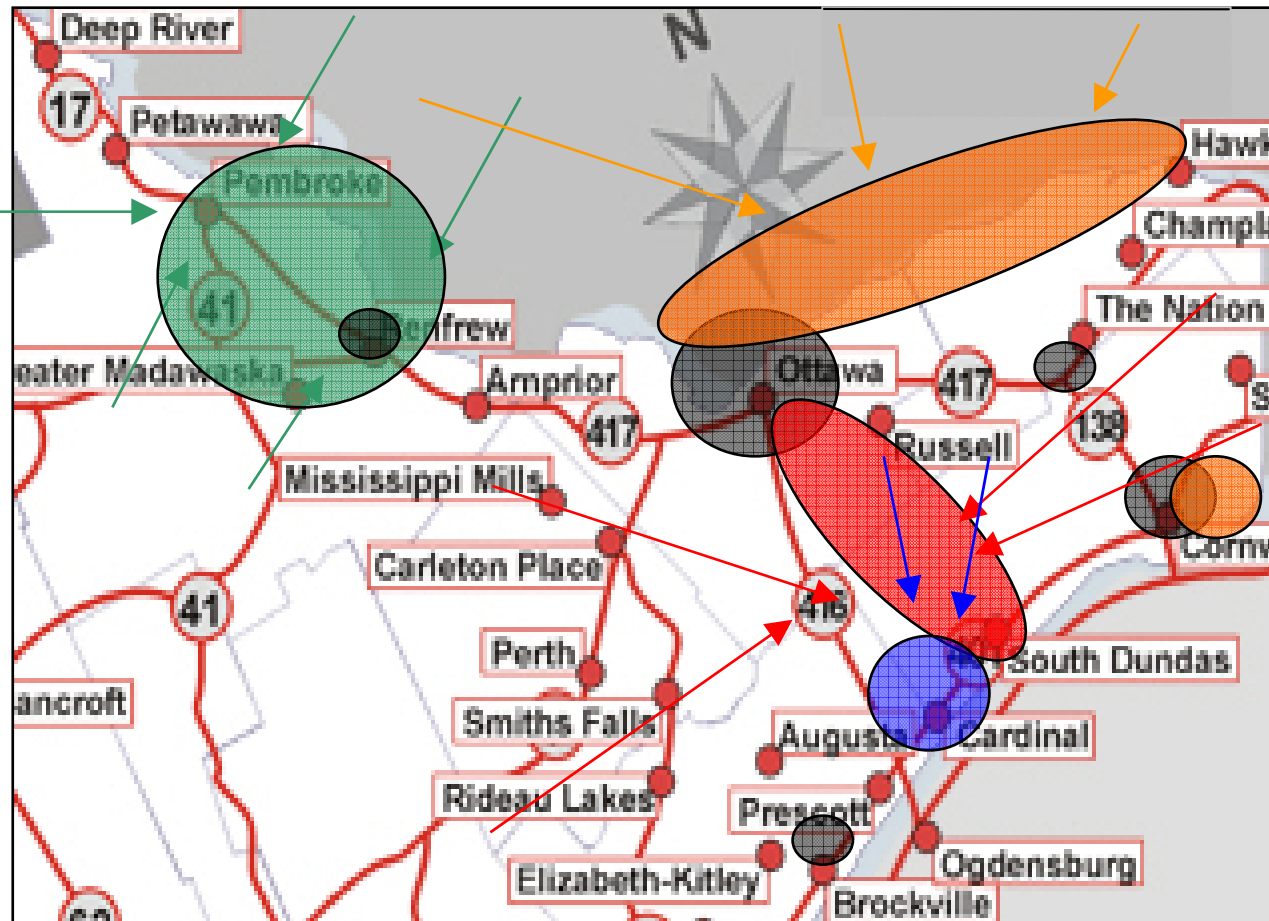 Deep River
N
17
Petawawa
Pembroke
Hawk
Champla
41
The Nation
enfrew
eater Madawaska
Arnprior
Ottawa
417
417
138
S
Russell
Mississippi Mills
Cornw
Carleton Place
41
416
Perth
South Dundas
ancroft
Smiths Falls
Augusta
Cardinal
Rideau Lakes
Prescott
Elizabeth-Kitley
Ogdensburg
Brockville